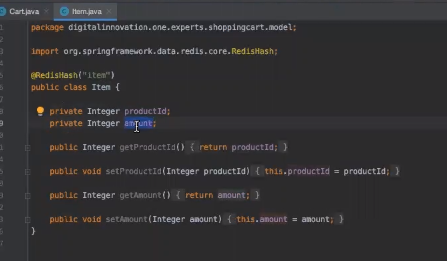 Cart.java × Item.java ×
package digitalinnovation.one.experts.shoppingcart.model;
import org.springframework.data.redis.core.RedisHash;
@RedisHash("item")
public class Item {
private Integer productId;
private Integer amount;
public Integer getProductId() { return productId; }
public void setProductId(Integer productId) { this.productId = productId; }
public Integer getAmount() { return amount; }
public void setAmount(Integer amount) { this.amount = amount; }
}